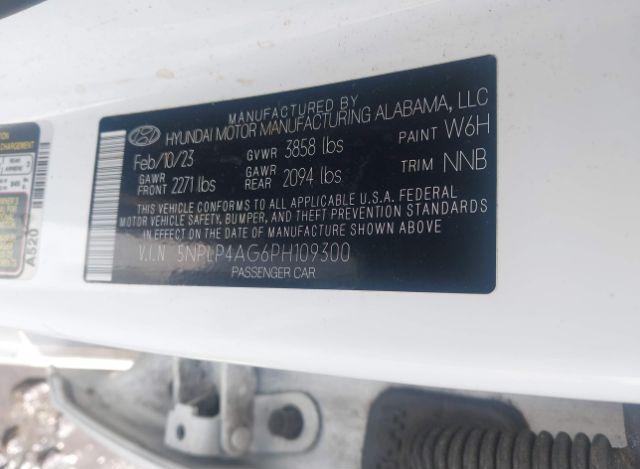 MANUFACTURED BY
HYUNDAI MOTOR MANUFACTURING ALABAMA, LLC
Feb/10/23 GVWR 3858 lbs PAINT W6H
GAWR FRONT 2271 lbs GAWR REAR 2094 lbs TRIM NNB
THIS VEHICLE CONFORMS TO ALL APPLICABLE U.S.A. FEDERAL
MOTOR VEHICLE SAFETY, BUMPER, AND THEFT PREVENTION STANDARDS
IN EFFECT ON THE DATE OF MANUFACTURE SHOWN ABOVE.
V.I.N 5NPLP4AG6PH109300
PASSENGER CAR
A520